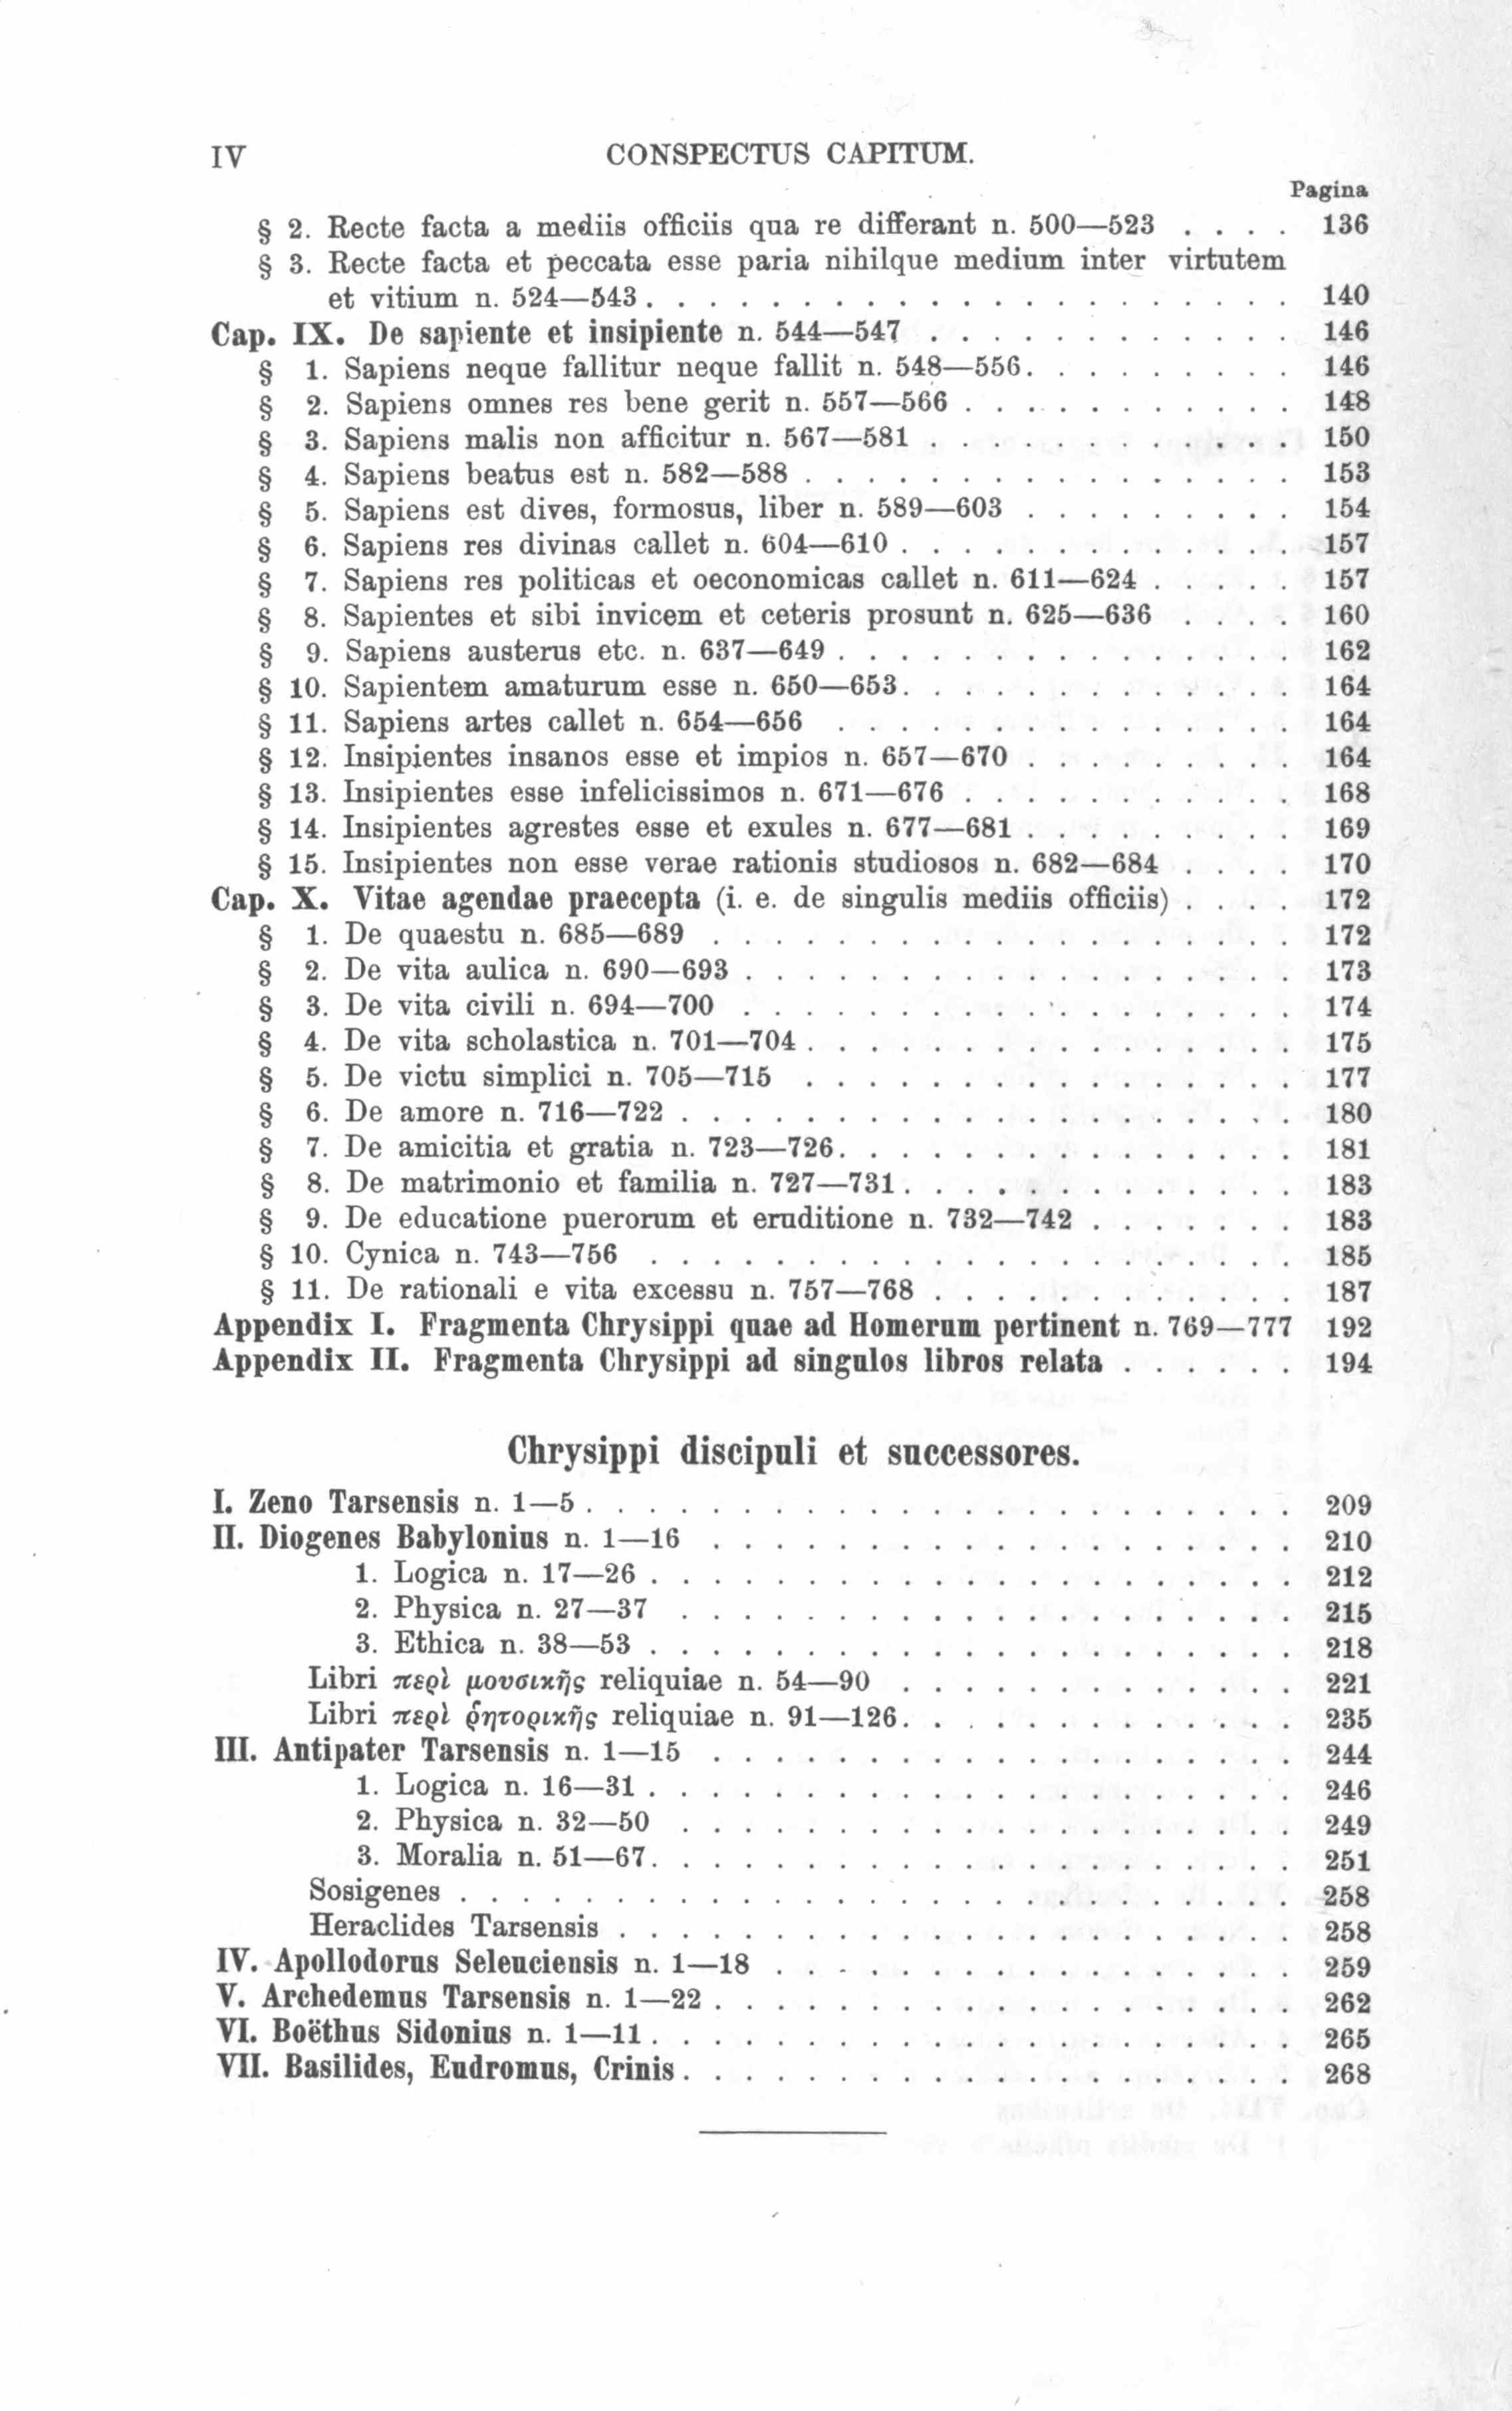 IV CONSPECTUS CAPITUM.
Pagina
§ 2. Recte facta a mediis officiis qua re differant n. 500—523 . . . . 136
§ 3. Recte facta et peccata esse paria nihilque medium inter virtutem
et vitium n. 524—543 . . . . . . . . . . . . . . . . . . . . . 140
Cap. IX. De sapiente et insipiente n. 544—547 . . . . . . . . . . . . 146
§ 1. Sapiens neque fallitur neque fallit n. 548—556 . . . . . . . . . 146
§ 2. Sapiens omnes res bene gerit n. 557—566 . . . . . . . . . . . 148
§ 3. Sapiens malis non afficitur n. 567—581 . . . . . . . . . . . . 150
§ 4. Sapiens beatus est n. 582—588 . . . . . . . . . . . . . . . . 153
§ 5. Sapiens est dives, formosus, liber n. 589—603 . . . . . . . . . 154
§ 6. Sapiens res divinas callet n. 604—610 . . . . . . . . . . . . . 157
§ 7. Sapiens res politicas et oeconomicas callet n. 611—624 . . . . . 157
§ 8. Sapientes et sibi invicem et ceteris prosunt n. 625—636 . . . . 160
§ 9. Sapiens austerus etc. n. 637—649 . . . . . . . . . . . . . . . 162
§ 10. Sapientem amaturum esse n. 650—653 . . . . . . . . . . . . . 164
§ 11. Sapiens artes callet n. 654—656 . . . . . . . . . . . . . . . 164
§ 12. Insipientes insanos esse et impios n. 657—670 . . . . . . . . . 164
§ 13. Insipientes esse infelicissimos n. 671—676 . . . . . . . . . . . 168
§ 14. Insipientes agrestes esse et exules n. 677—681 . . . . . . . . . 169
§ 15. Insipientes non esse verae rationis studiosos n. 682—684 . . . . 170
Cap. X. Vitae agendae praecepta (i. e. de singulis mediis officiis) . . . . 172
§ 1. De quaestu n. 685—689 . . . . . . . . . . . . . . . . . . . 172
§ 2. De vita aulica n. 690—693 . . . . . . . . . . . . . . . . . . 173
§ 3. De vita civili n. 694—700 . . . . . . . . . . . . . . . . . . 174
§ 4. De vita scholastica n. 701—704 . . . . . . . . . . . . . . . . 175
§ 5. De victu simplici n. 705—715 . . . . . . . . . . . . . . . . 177
§ 6. De amore n. 716—722 . . . . . . . . . . . . . . . . . . . . 180
§ 7. De amicitia et gratia n. 723—726 . . . . . . . . . . . . . . . 181
§ 8. De matrimonio et familia n. 727—731 . . . . . . . . . . . . . 183
§ 9. De educatione puerorum et eruditione n. 732—742 . . . . . . . 183
§ 10. Cynica n. 743—756 . . . . . . . . . . . . . . . . . . . . . 185
§ 11. De rationali e vita excessu n. 757—768 . . . . . . . . . . . . 187
Appendix I. Fragmenta Chrysippi quae ad Homerum pertinent n. 769—777 192
Appendix II. Fragmenta Chrysippi ad singulos libros relata . . . . . . 194
Chrysippi discipuli et successores.
I. Zeno Tarsensis n. 1—5 . . . . . . . . . . . . . . . . . . . . . . . 209
II. Diogenes Babylonius n. 1—16 . . . . . . . . . . . . . . . . . . . 210
1. Logica n. 17—26 . . . . . . . . . . . . . . . . . . . . . 212
2. Physica n. 27—37 . . . . . . . . . . . . . . . . . . . . 215
3. Ethica n. 38—53 . . . . . . . . . . . . . . . . . . . . . 218
Libri περὶ μουσικῆς reliquiae n. 54—90 . . . . . . . . . . . . . 221
Libri περὶ ῥητορικῆς reliquiae n. 91—126 . . . . . . . . . . . . . 235
III. Antipater Tarsensis n. 1—15 . . . . . . . . . . . . . . . . . . . 244
1. Logica n. 16—31 . . . . . . . . . . . . . . . . . . . . . 246
2. Physica n. 32—50 . . . . . . . . . . . . . . . . . . . . 249
3. Moralia n. 51—67 . . . . . . . . . . . . . . . . . . . . . 251
Sosigenes . . . . . . . . . . . . . . . . . . . . . . . . . . . 258
Heraclides Tarsensis . . . . . . . . . . . . . . . . . . . . . . 258
IV. Apollodorus Seleuciensis n. 1—18 . . . . . . . . . . . . . . . . . 259
V. Archedemus Tarsensis n. 1—22 . . . . . . . . . . . . . . . . . . . 262
VI. Boëthus Sidonius n. 1—11 . . . . . . . . . . . . . . . . . . . . . 265
VII. Basilides, Eudromus, Crinis . . . . . . . . . . . . . . . . . . . . 268